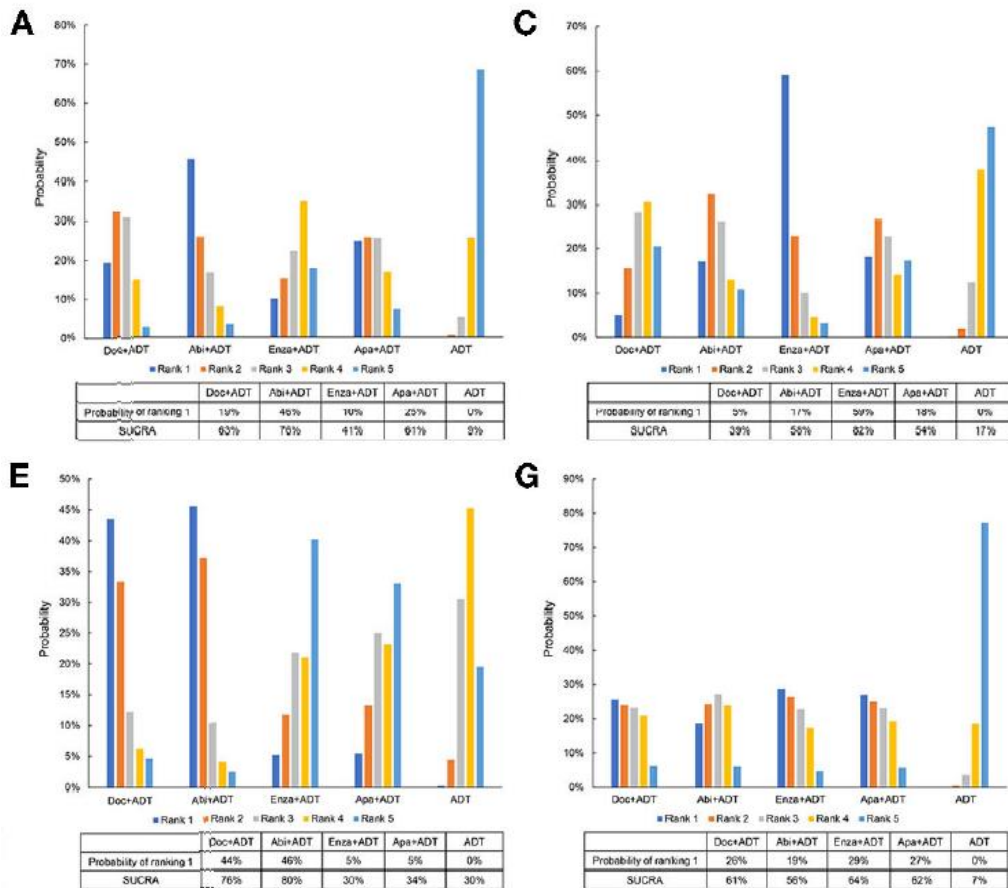 A
80%
70%
60%
50%
40%
30%
20%
10%
0%
Probability
Doc+ADT Abi+ADT Enza+ADT Apa+ADT ADT
Rank 1 Rank 2 Rank 3 Rank 4 Rank 5
Doc+ADT Abi+ADT Enza+ADT Apa+ADT ADT
Probability of ranking 1 19% 46% 10% 25% 0%
SUCRA 63% 76% 41% 61% 9%
C
70%
60%
50%
40%
30%
20%
10%
0%
Probability
Doc+ADT Abi+ADT Enza+ADT Apa+ADT ADT
Rank 1 Rank 2 Rank 3 Rank 4 Rank 5
Doc+ADT Abi+ADT Enza+ADT Apa+ADT ADT
Probability of ranking 1 5% 17% 59% 18% 0%
SUCRA 39% 58% 82% 54% 17%
E
50%
45%
40%
35%
30%
25%
20%
15%
10%
5%
0%
Probability
Doc+ADT Abi+ADT Enza+ADT Apa+ADT ADT
Rank 1 Rank 2 Rank 3 Rank 4 Rank 5
Doc+ADT Abi+ADT Enza+ADT Apa+ADT ADT
Probability of ranking 1 44% 46% 5% 5% 0%
SUCRA 76% 80% 30% 34% 30%
G
90%
80%
70%
60%
50%
40%
30%
20%
10%
0%
Probability
Doc+ADT Abi+ADT Enza+ADT Apa+ADT ADT
Rank 1 Rank 2 Rank 3 Rank 4 Rank 5
Doc+ADT Abi+ADT Enza+ADT Apa+ADT ADT
Probability of ranking 1 26% 19% 29% 27% 0%
SUCRA 61% 56% 64% 62% 7%